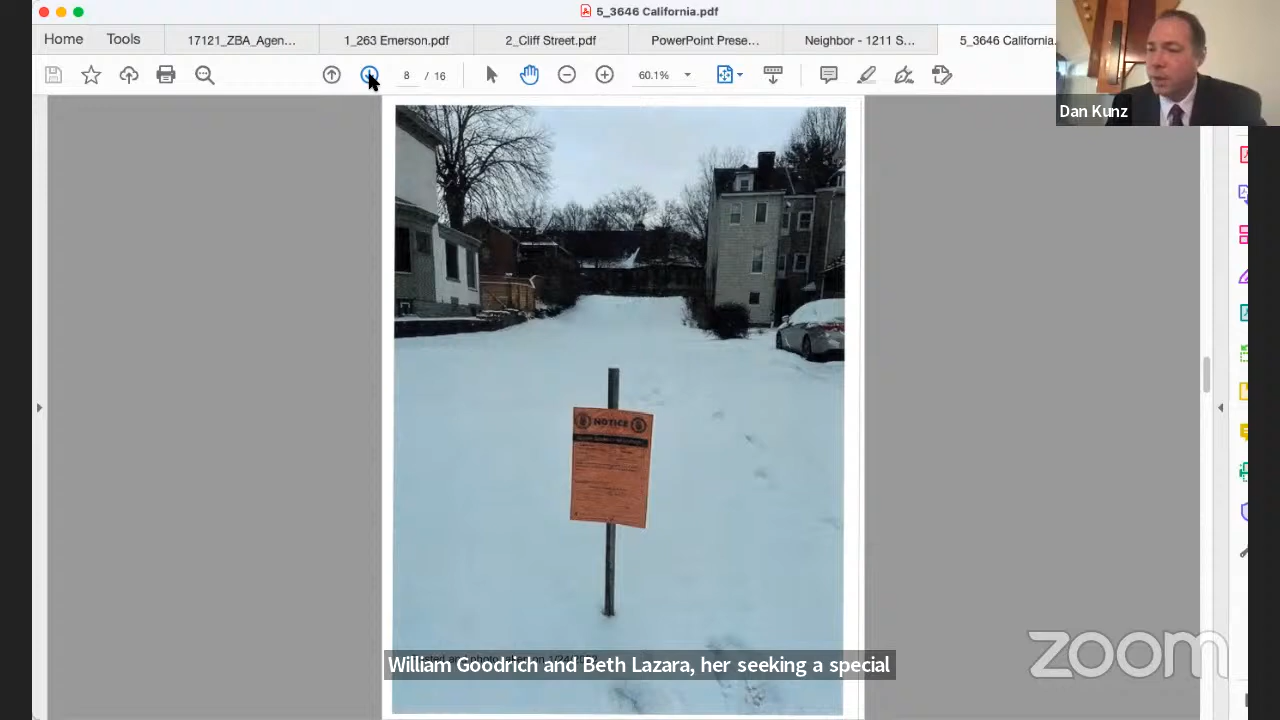 5_3646 California.pdf
Home
Tools
17121_ZBA_Agen...
1_263 Emerson.pdf
2_Cliff Street.pdf
PowerPoint Prese...
Neighbor - 1211 S...
5_3646 California.
8 / 16
60.1%
Dan Kunz
NOTICE
William Goodrich and Beth Lazara, her seeking a special
zoom